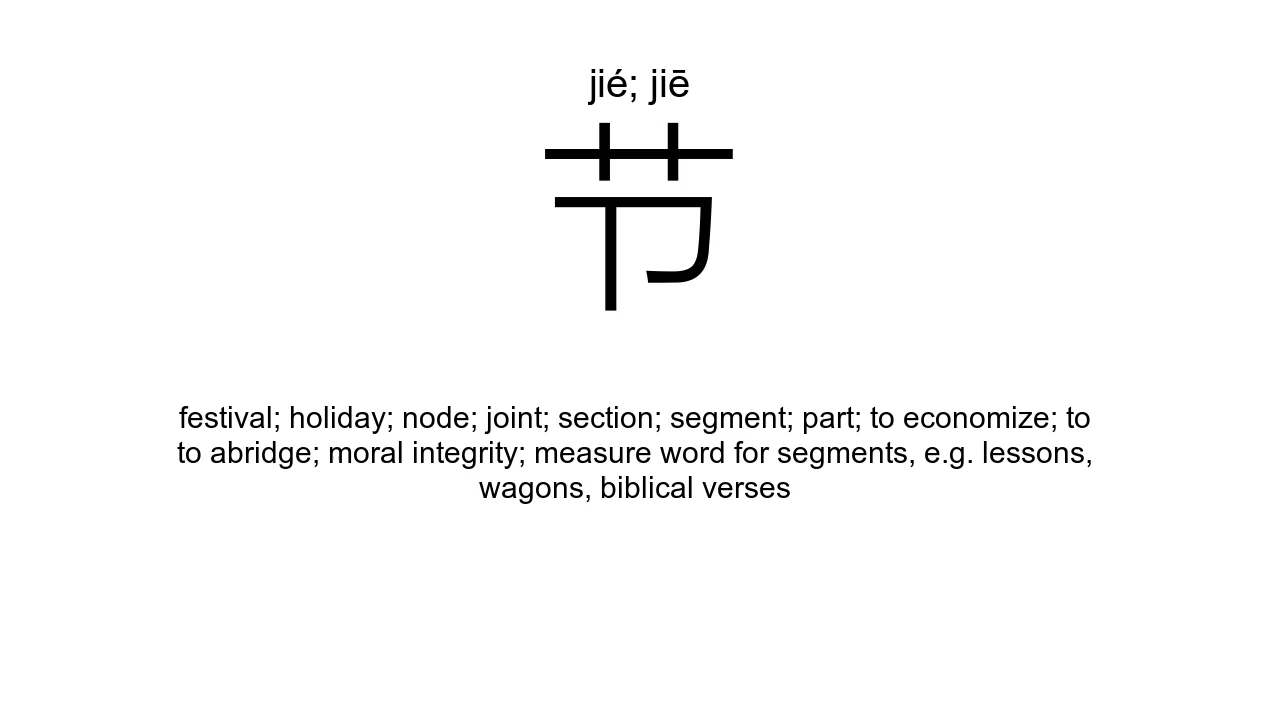 jié; jiē
节
festival; holiday; node; joint; section; segment; part; to economize; to
to abridge; moral integrity; measure word for segments, e.g. lessons,
wagons, biblical verses